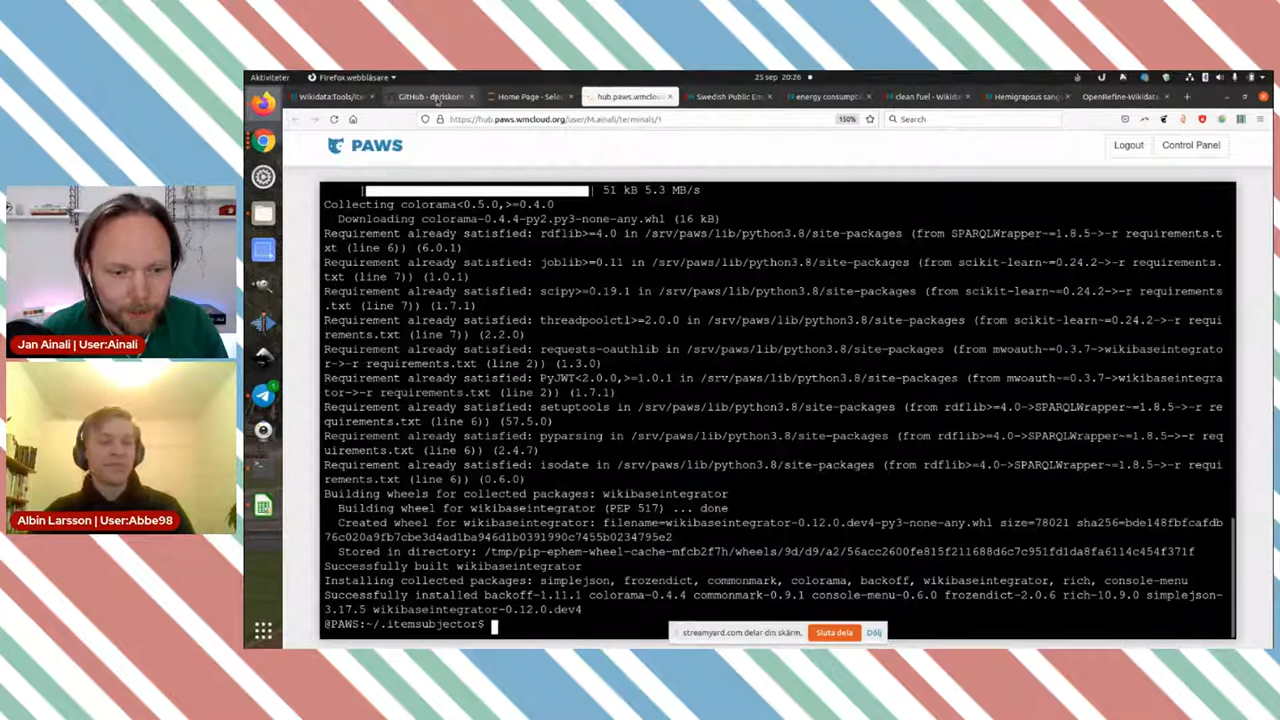 Aktiviteter
Firefox webbläsare
25 sep 20:26
Wikidata:Tools/Ite
GitHub - dpriskorn
Home Page - Sele
hub.paws.wmclou
Swedish Public En
energy consumpti
clean fuel - Wikida
Hemigrapsus sang
OpenRefine-Wikidat
https://hub.paws.wmcloud.org/user/M.ainali/terminals/1
150%
Search
PAWS
Logout
Control Panel
| | 51 kB 5.3 MB/s
Collecting colorama<0.5.0,>=0.4.0
Downloading colorama-0.4.4-py2.py3-none-any.whl (16 kB)
Requirement already satisfied: rdflib>=4.0 in /srv/paws/lib/python3.8/site-packages (from SPARQLWrapper~=1.8.5->-r requirements.t
xt (line 6)) (6.0.1)
Requirement already satisfied: joblib>=0.11 in /srv/paws/lib/python3.8/site-packages (from scikit-learn~=0.24.2->-r requirements.
txt (line 7)) (1.0.1)
Requirement already satisfied: scipy>=0.19.1 in /srv/paws/lib/python3.8/site-packages (from scikit-learn~=0.24.2->-r requirements
.txt (line 7)) (1.7.1)
Requirement already satisfied: threadpoolctl>=2.0.0 in /srv/paws/lib/python3.8/site-packages (from scikit-learn~=0.24.2->-r requi
rements.txt (line 7)) (2.2.0)
Requirement already satisfied: requests-oauthlib in /srv/paws/lib/python3.8/site-packages (from mwoauth~=0.3.7->wikibaseintegrato
r->-r requirements.txt (line 2)) (1.3.0)
Requirement already satisfied: PyJWT<2.0.0,>=1.0.1 in /srv/paws/lib/python3.8/site-packages (from mwoauth~=0.3.7->wikibaseintegra
tor->-r requirements.txt (line 2)) (1.7.1)
Requirement already satisfied: setuptools in /srv/paws/lib/python3.8/site-packages (from rdflib>=4.0->SPARQLWrapper~=1.8.5->-r re
quirements.txt (line 6)) (57.5.0)
Requirement already satisfied: pyparsing in /srv/paws/lib/python3.8/site-packages (from rdflib>=4.0->SPARQLWrapper~=1.8.5->-r req
uirements.txt (line 6)) (2.4.7)
Requirement already satisfied: isodate in /srv/paws/lib/python3.8/site-packages (from rdflib>=4.0->SPARQLWrapper~=1.8.5->-r requi
rements.txt (line 6)) (0.6.0)
Building wheels for collected packages: wikibaseintegrator
Building wheel for wikibaseintegrator (PEP 517) ... done
Created wheel for wikibaseintegrator: filename=wikibaseintegrator-0.12.0.dev4-py3-none-any.whl size=78021 sha256=bde148fbfcafdb
76c020a9fb7cbe3d4ad1ba946d1b0391990c7455b0234795e2
Stored in directory: /tmp/pip-ephem-wheel-cache-mfcb2f7h/wheels/9d/d9/a2/56acc2600fe815f211688d6c7c951fd1da8fa6114c454f371f
Successfully built wikibaseintegrator
Installing collected packages: simplejson, frozendict, commonmark, colorama, backoff, wikibaseintegrator, rich, console-menu
Successfully installed backoff-1.11.1 colorama-0.4.4 commonmark-0.9.1 console-menu-0.6.0 frozendict-2.0.6 rich-10.9.0 simplejson-
3.17.5 wikibaseintegrator-0.12.0.dev4
@PAWS:~/.itemsubjector$
streamyard.com delar din skärm.
Sluta dela
Dölj
Jan Ainali | User:Ainali
Albin Larsson | User:Abbe98